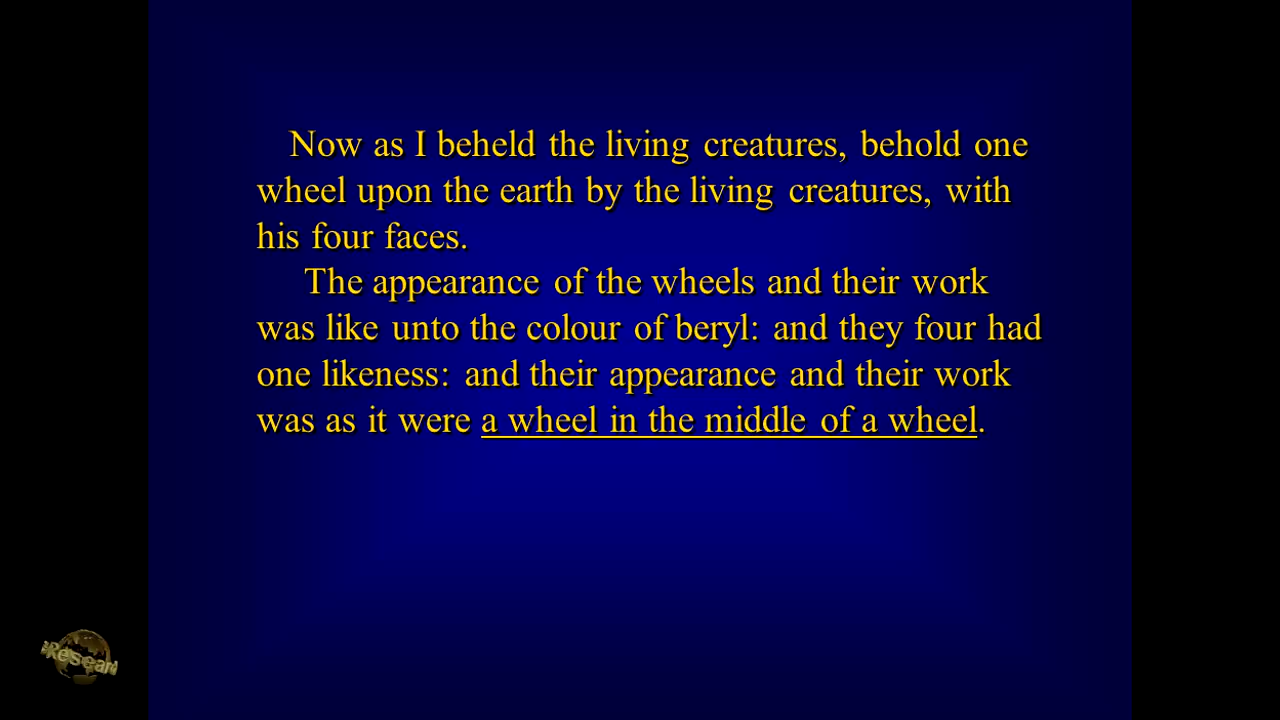 Now as I beheld the living creatures, behold one
wheel upon the earth by the living creatures, with
his four faces.
The appearance of the wheels and their work
was like unto the colour of beryl: and they four had
one likeness: and their appearance and their work
was as it were a wheel in the middle of a wheel.